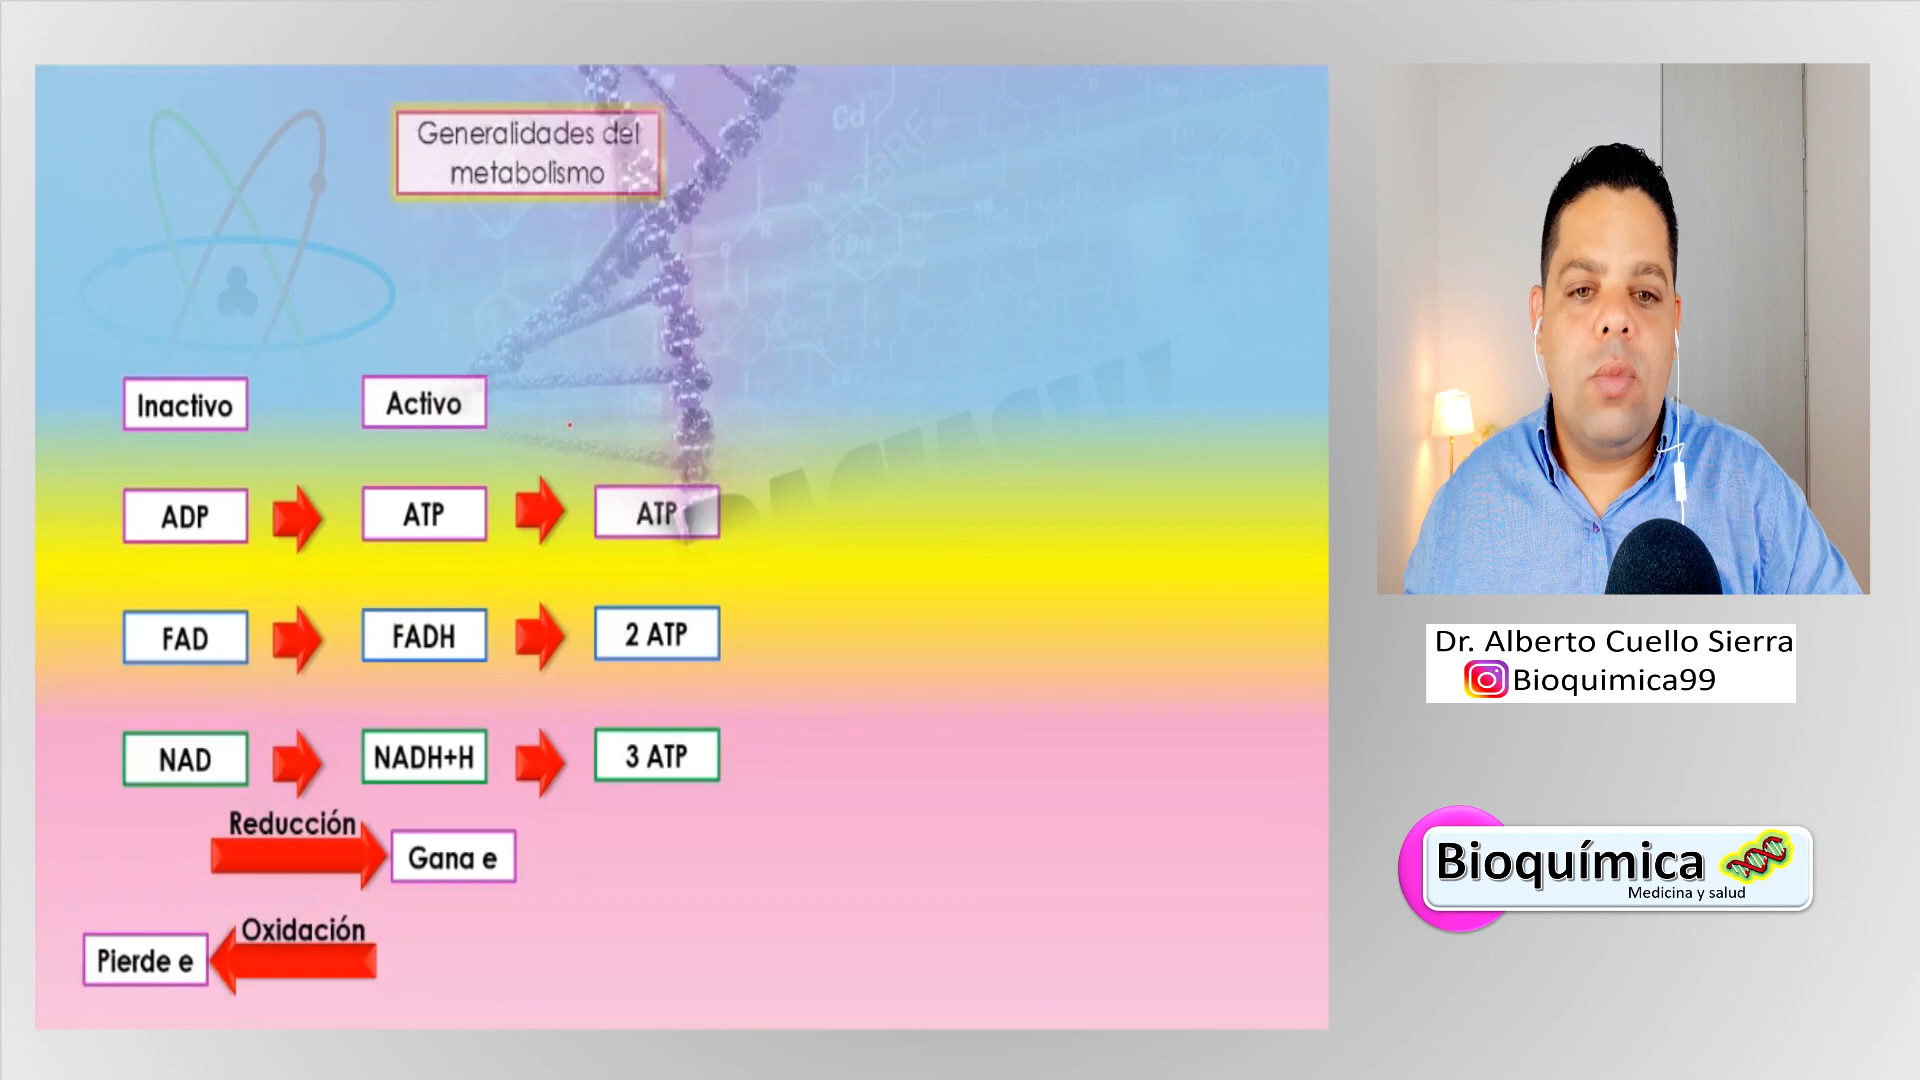 Generalidades del
metabolismo
Cd
Inactivo
Activo
ADP
ATP
ATP
FAD
FADH
2 ATP
NAD
NADH+H
3 ATP
Reducción
Gana e
Oxidación
Pierde e
Dr. Alberto Cuello Sierra
Bioquimica99
Bioquímica
Medicina y salud